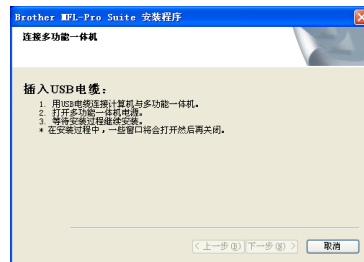 Brother MFL-Pro Suite 安装程序
连接多功能一体机
插入USB电缆：
1. 用USB电缆连接计算机与多功能一体机。
2. 打开多功能一体机电源。
3. 等待安装过程继续安装。
* 在安装过程中，一些窗口将会打开然后再关闭。
< 上一步(B) 下一步(N) > 取消